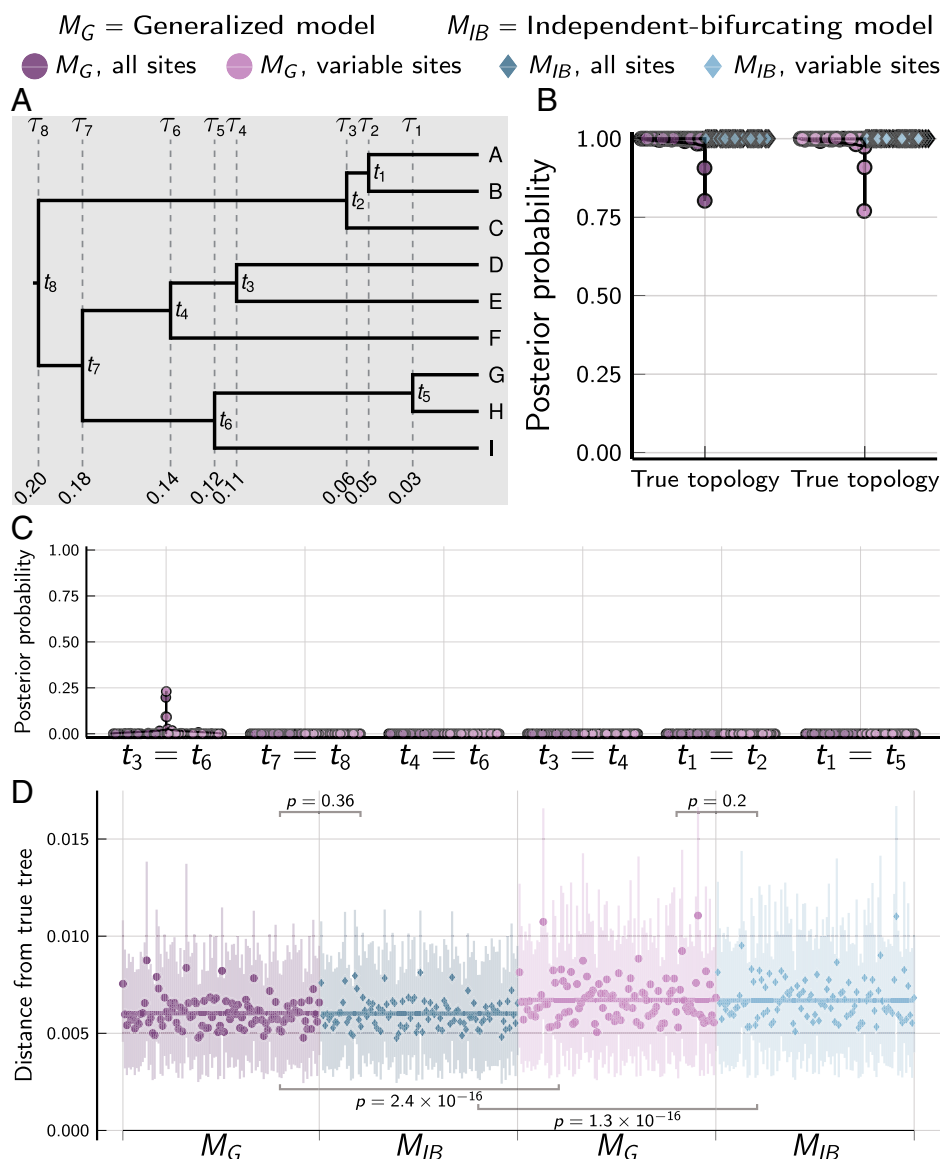 M_G = Generalized model M_IB = Independent-bifurcating model
M_G, all sites M_G, variable sites M_IB, all sites M_IB, variable sites
A
τ8 τ7 τ6 τ5 τ4 τ3 τ2 τ1
A
t1
B
t2
C
D
t8
t3
E
t4
F
t7
G
t5
H
t6
I
0.20 0.18 0.14 0.12 0.11 0.06 0.05 0.03
B
Posterior probability
1.00
0.75
0.50
0.25
0.00
True topology True topology
C
Posterior probability
1.00
0.75
0.50
0.25
0.00
t3 = t6 t7 = t8 t4 = t6 t3 = t4 t1 = t2 t1 = t5
D
Distance from true tree
0.015
0.010
0.005
0.000
p = 0.36 p = 0.2
p = 2.4 × 10⁻¹⁶
p = 1.3 × 10⁻¹⁶
M_G M_IB M_G M_IB